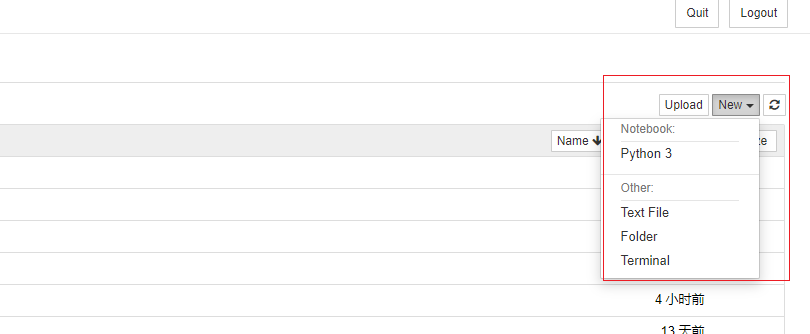 Quit Logout
Upload New
Name
Notebook:
Python 3
Other:
Text File
Folder
Terminal
4 小时前
13 天前